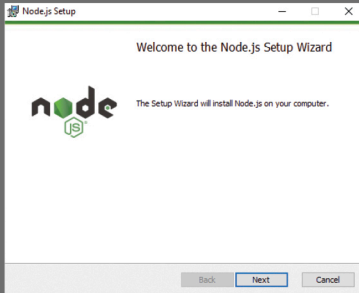 Node.js Setup
Welcome to the Node.js Setup Wizard
The Setup Wizard will install Node.js on your computer.
node
JS
Back
Next
Cancel